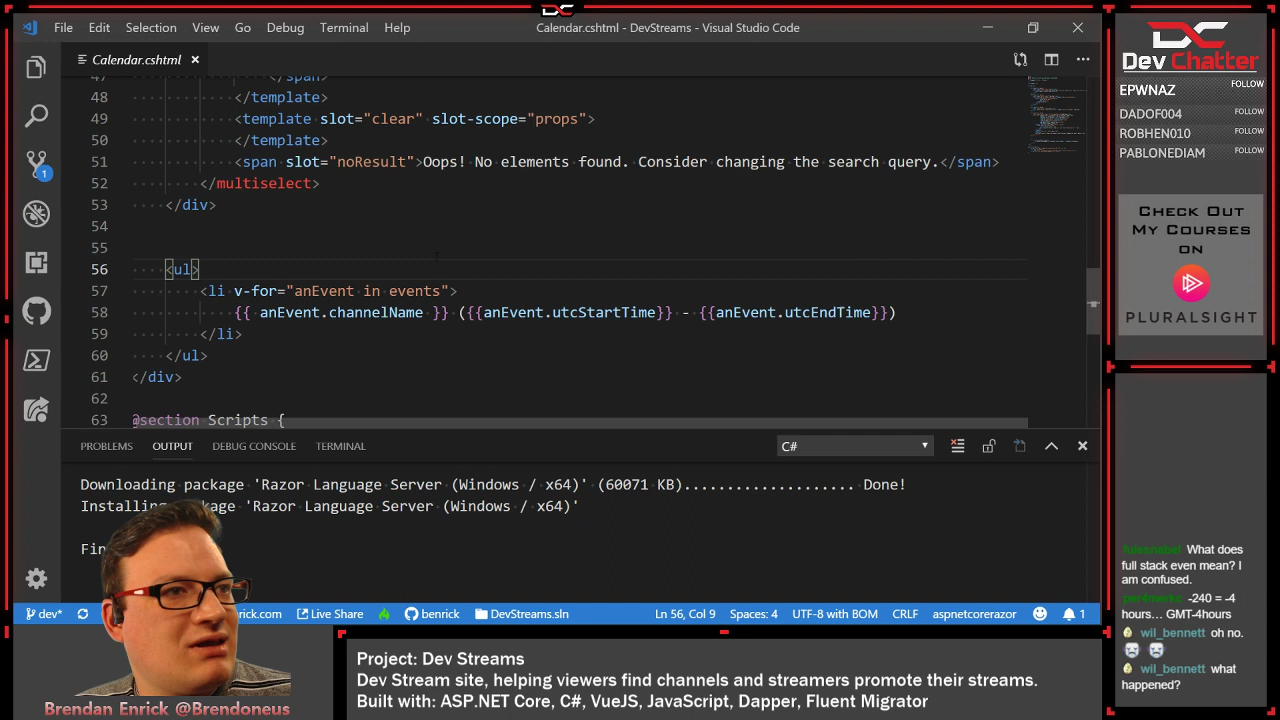 DC
File Edit Selection View Go Debug Terminal Help
Calendar.cshtml - DevStreams - Visual Studio Code
Calendar.cshtml
47 </span>
48 </template>
49 <template slot="clear" slot-scope="props">
50 </template>
51 <span slot="noResult">Oops! No elements found. Consider changing the search query.</span>
52 </multiselect>
53 </div>
54
55
56 <ul>
57 <li v-for="anEvent in events">
58 {{ anEvent.channelName }} ({{anEvent.utcStartTime}} - {{anEvent.utcEndTime}})
59 </li>
60 </ul>
61 </div>
62
63 @section Scripts {
1
PROBLEMS OUTPUT DEBUG CONSOLE TERMINAL
C#
Downloading package 'Razor Language Server (Windows / x64)' (60071 KB).................... Done!
Language Server (Windows / x64)'
dev* enrick.com Live Share benrick DevStreams.sln Ln 56, Col 9 Spaces: 4 UTF-8 with BOM CRLF aspnetcorerazor 1
Brendan Enrick @Brendoneus
Project: Dev Streams
Dev Stream site, helping viewers find channels and streamers promote their streams.
Built with: ASP.NET Core, C#, VueJS, JavaScript, Dapper, Fluent Migrator
DC
Dev Chatter
EPWNAZ FOLLOW
DADOF004 FOLLOW
ROBHEN010 FOLLOW
PABLONEDIAM FOLLOW
CHECK OUT
MY COURSES
ON
PLURALSIGHT
What does
full stack even mean? I
am confused.
-240 = -4
hours... GMT-4hours
wil_bennett oh no.
wil_bennett what
happened?